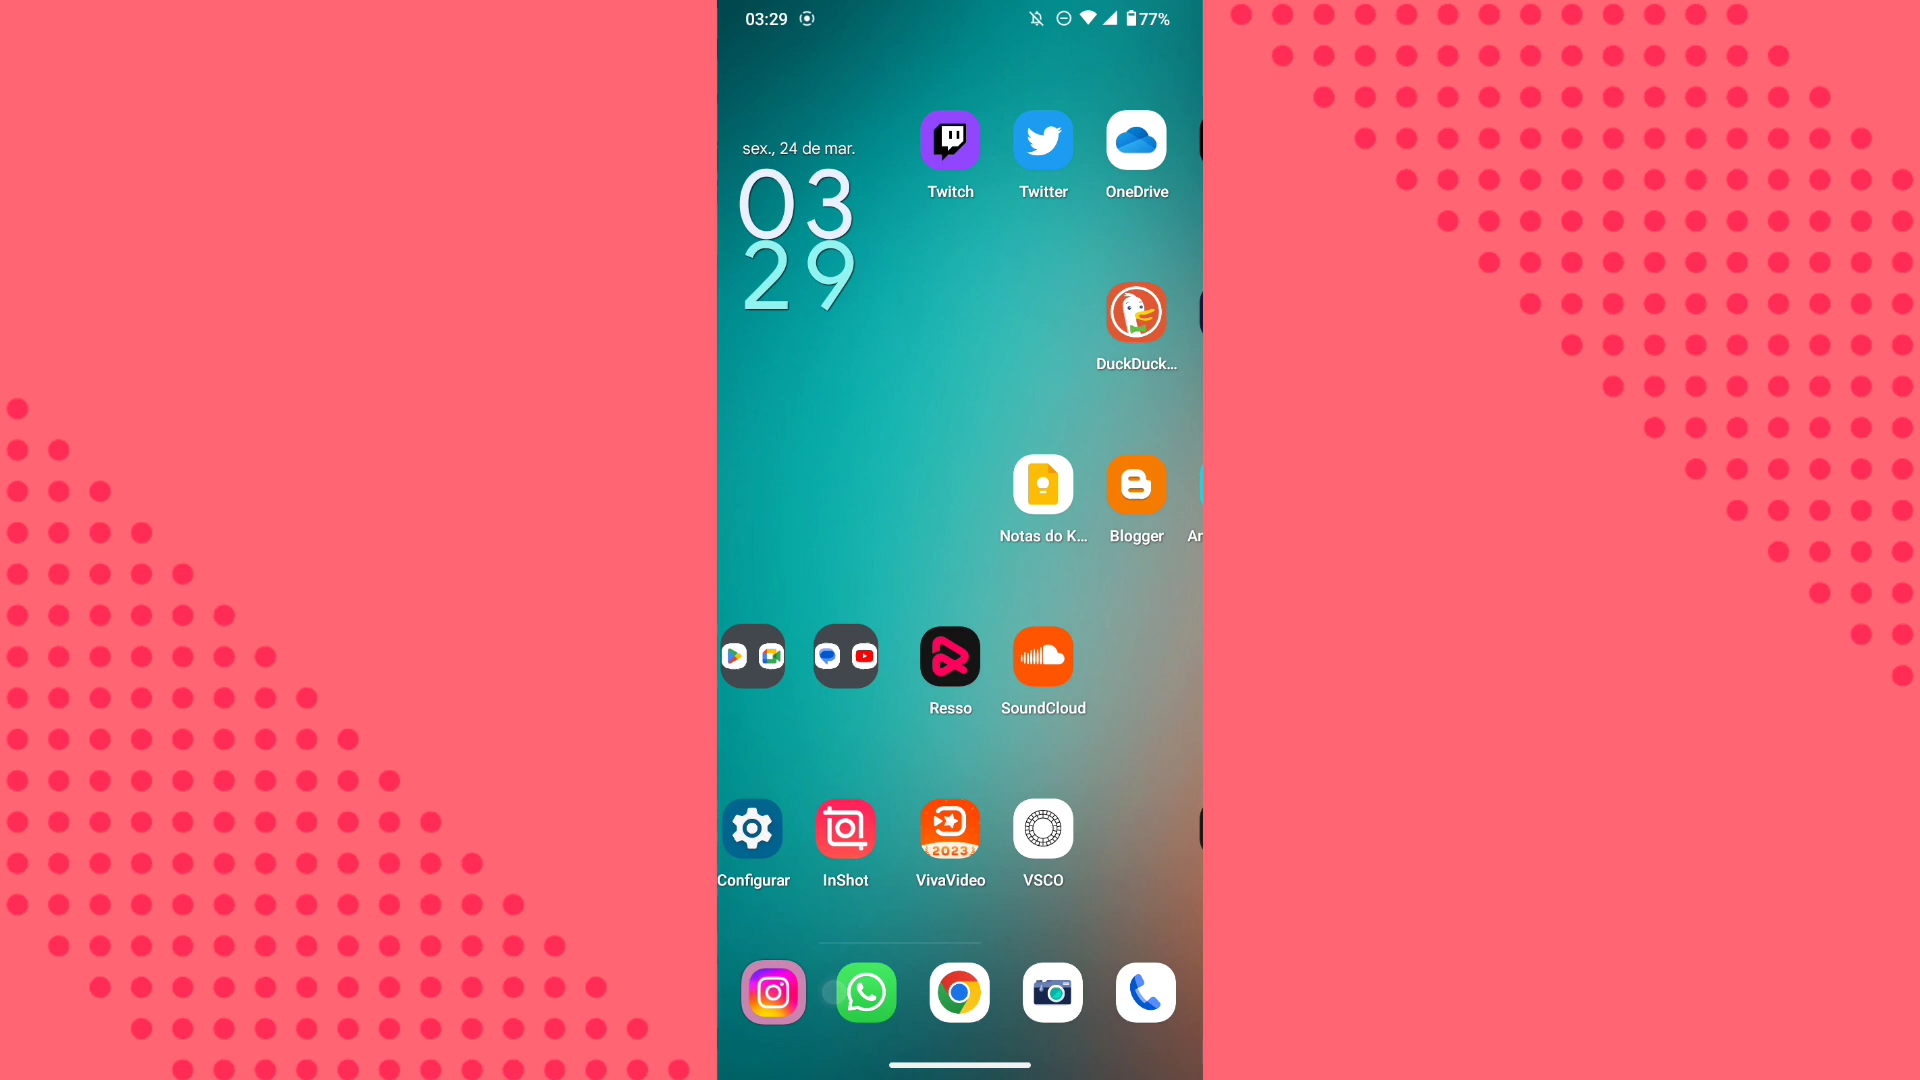 03:29
77%
sex., 24 de mar.
03
29
Twitch
Twitter
OneDrive
DuckDuck...
Notas do K...
Blogger
Ar
Resso
SoundCloud
2023
Configurar
InShot
VivaVideo
VSCO